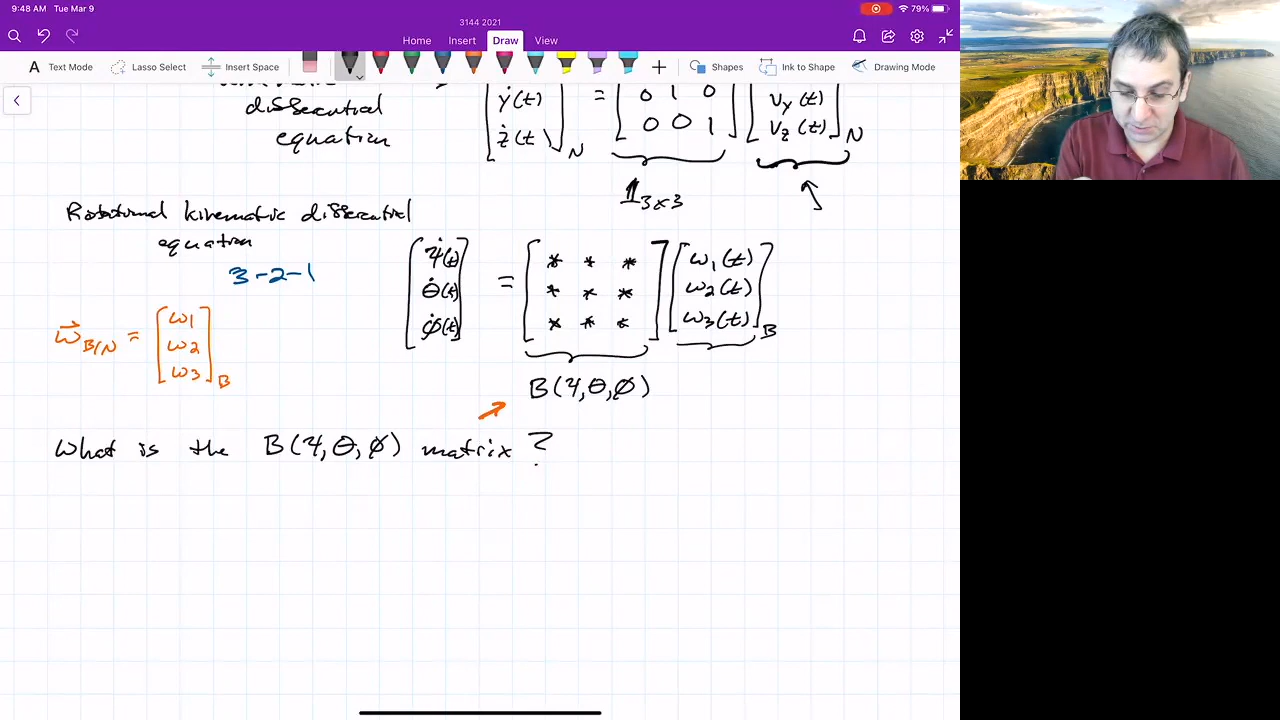 9:48 AM Tue Mar 9
79%
3144 2021
Home Insert Draw View
Text Mode Lasso Select Insert Space Shapes Ink to Shape Drawing Mode
differential
equation
ẏ(t)
ż(t)
N
=
0 1 0
0 0 1
vy(t)
vz(t)
N
1 3x3
Rotational kinematic differential
equation
3-2-1
ψ̇(t)
θ̇(t)
φ̇(t)
=
* * *
* * *
* * *
ω1(t)
ω2(t)
ω3(t)
B
ω⃗B/N =
ω1
ω2
ω3
B
B(ψ,θ,φ)
What is the B(ψ,θ,φ) matrix ?